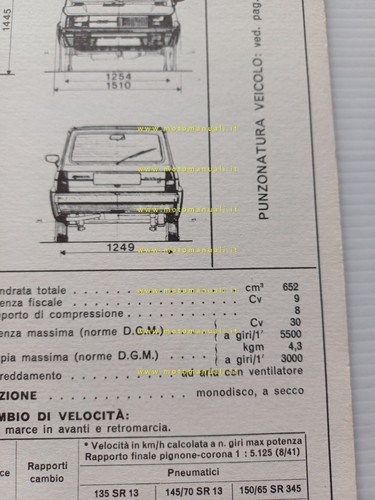 1445
1254
1510
www.motomanuali.it
PUNZONATURA VEICOLO: ved. pag.
www.motomanuali.it
www.motomanuali.it
www.motomanuali.it
1249
www.motomanuali.it
ndrata totale . . . . cm³ 652
enza fiscale . . . . Cv 9
porto di compressione . . . . 8
enza massima (norme D.G.M.) Cv 30
a giri/1' 5500
pia massima (norme D.G.M.) kgm 4,3
a giri/1' 3000
reddamento con ventilatore
ZIONE monodisco, a secco
MBIO DI VELOCITÀ:
marce in avanti e retromarcia.
* Velocità in km/h calcolata a n. giri max potenza
Rapporto finale pignone-corona 1 : 5.125 (8/41)
Rapporti
cambio
Pneumatici
135 SR 13 145/70 SR 13 150/65 SR 345